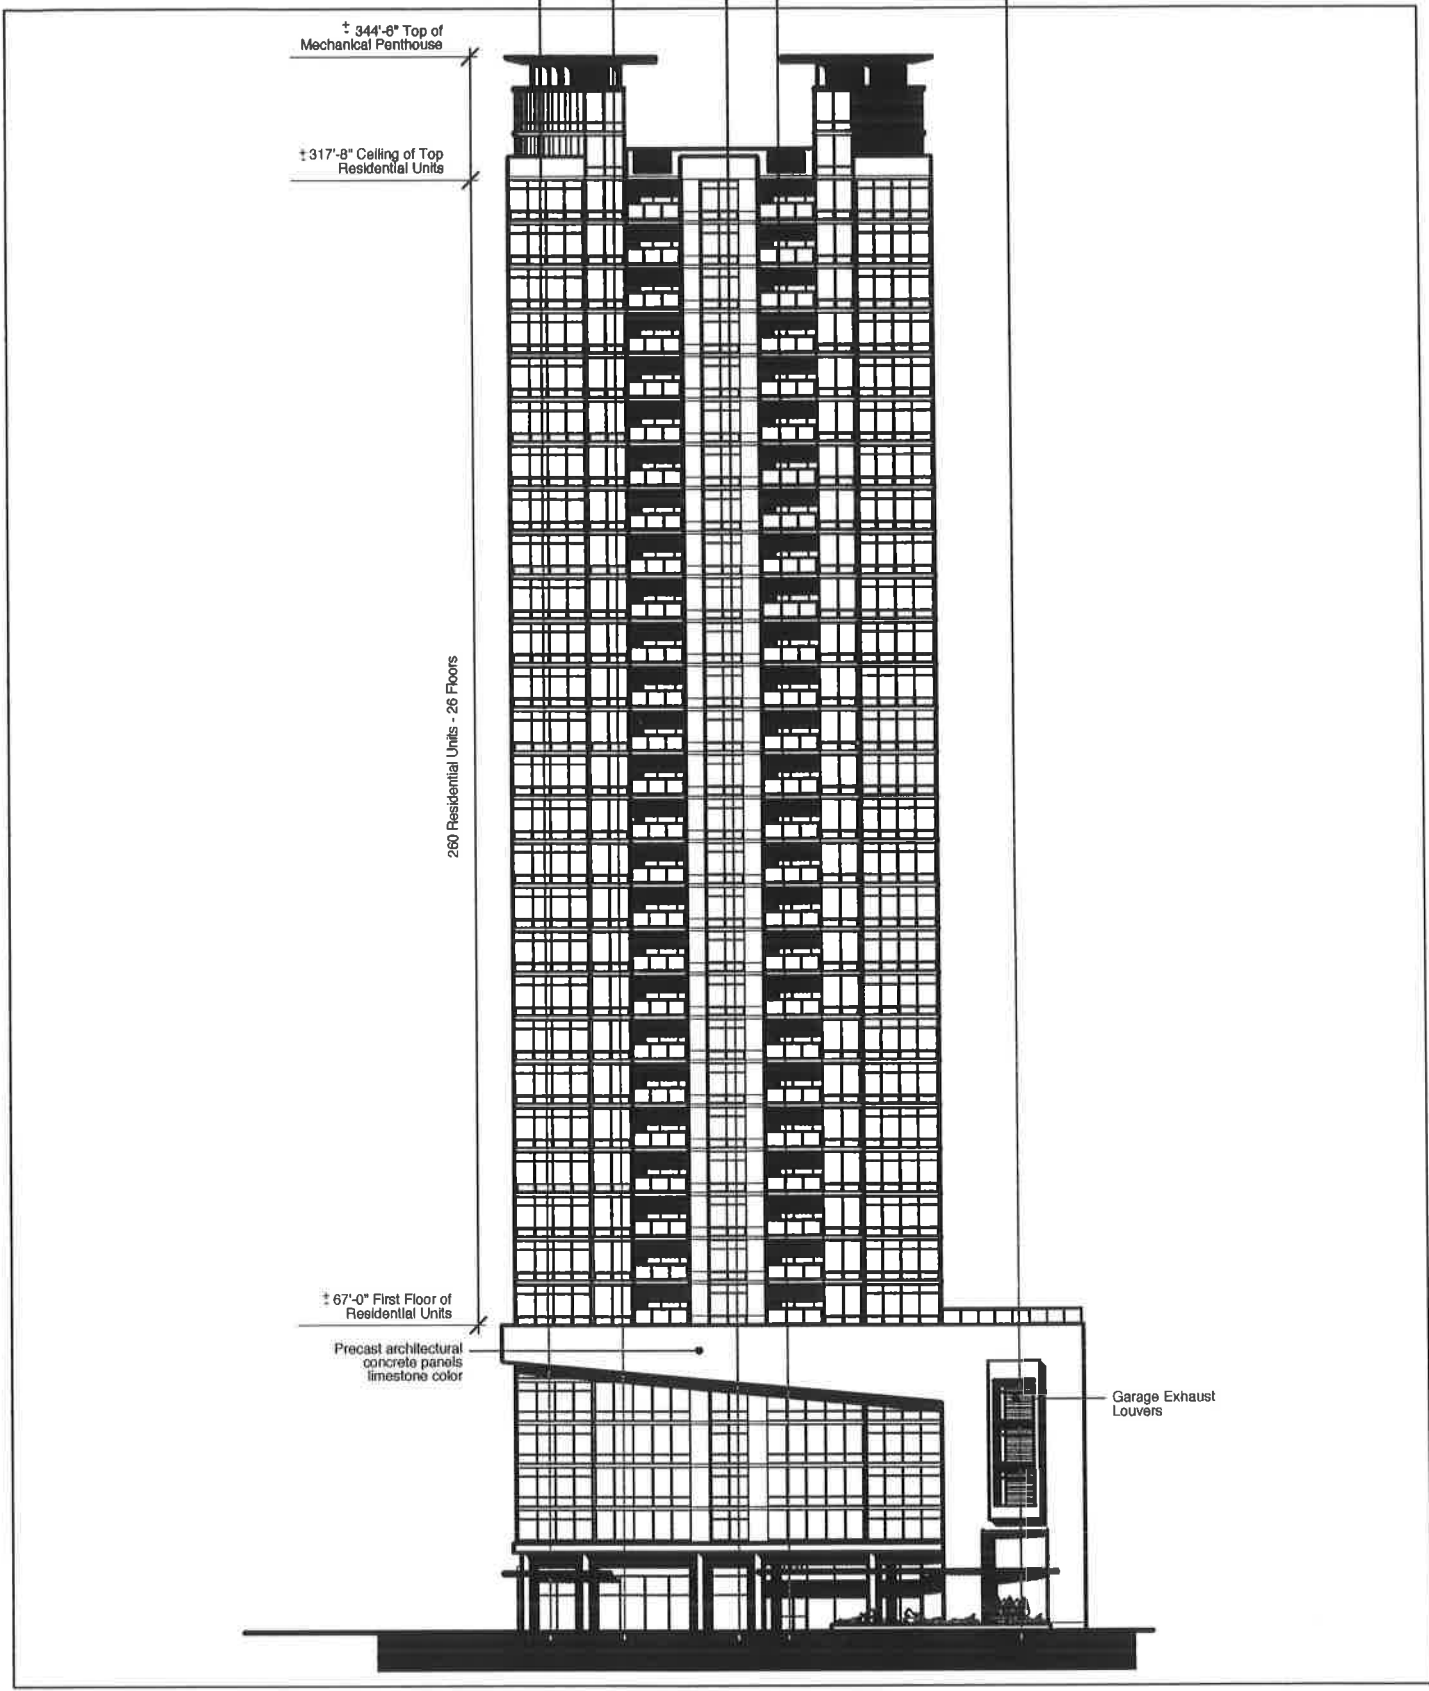 ± 344'-6" Top of
Mechanical Penthouse
± 317'-8" Ceiling of Top
Residential Units
260 Residential Units - 26 Floors
± 67'-0" First Floor of
Residential Units
Precast architectural
concrete panels
limestone color
Garage Exhaust
Louvers